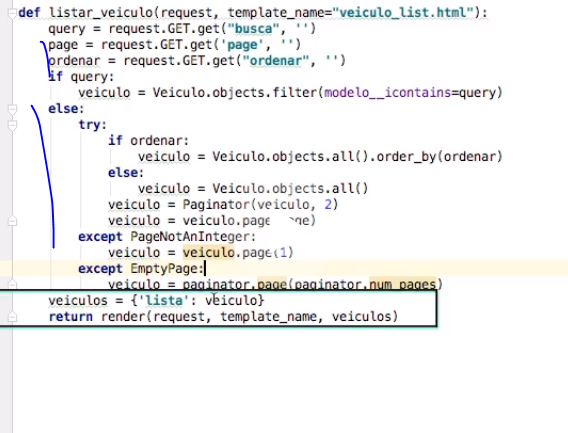 def listar_veiculo(request, template_name="veiculo_list.html"):
query = request.GET.get("busca", '')
page = request.GET.get('page', '')
ordenar = request.GET.get("ordenar", '')
if query:
veiculo = Veiculo.objects.filter(modelo__icontains=query)
else:
try:
if ordenar:
veiculo = Veiculo.objects.all().order_by(ordenar)
else:
veiculo = Veiculo.objects.all()
veiculo = Paginator(veiculo, 2)
veiculo = veiculo.page
except PageNotAnInteger:
veiculo = veiculo.page(1)
except EmptyPage:
veiculo = paginator.page(paginator.num_pages)
veiculos = {'lista': veiculo}
return render(request, template_name, veiculos)